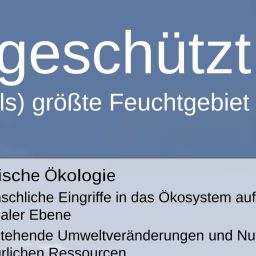 geschützt
ls) größte Feuchtgebiet
ische Ökologie
schliche Eingriffe in das Ökosystem auf
aler Ebene
tehende Umweltveränderungen und Nu
rlichen Ressourcen